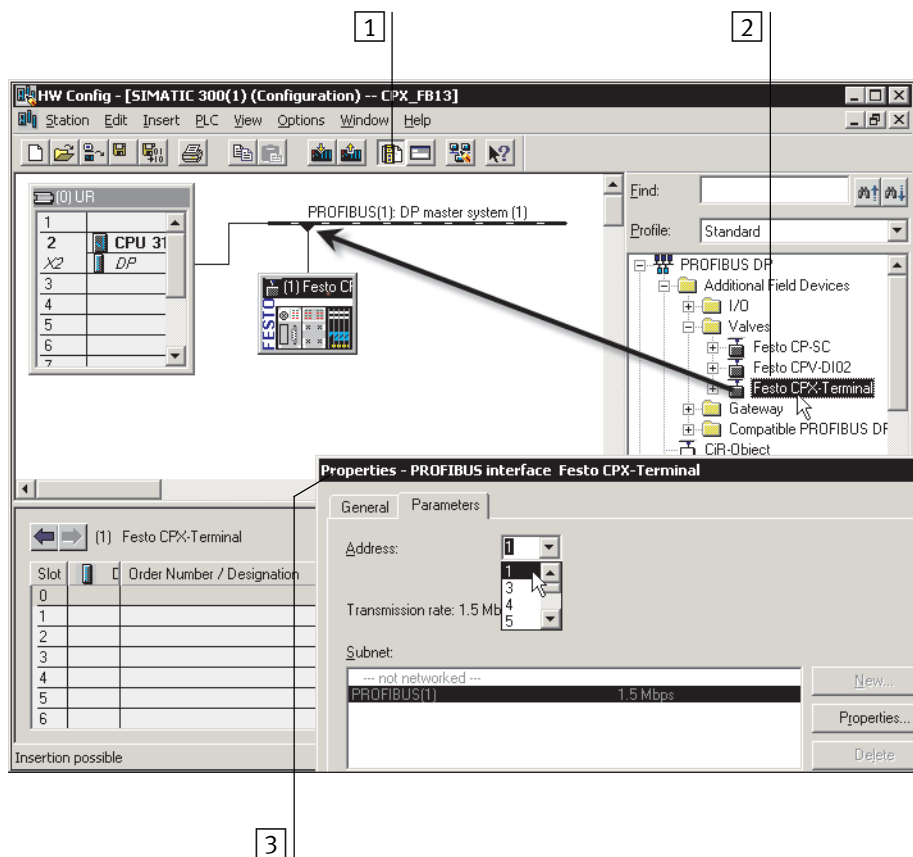 1
2
HW Config - [SIMATIC 300(1) (Configuration) -- CPX_FB13]
Station Edit Insert PLC View Options Window Help
(0) UR
1
2 CPU 31
X2 DP
3
4
5
6
7
PROFIBUS(1): DP master system (1)
(1) Festo CP
FESTO
Find:
Profile: Standard
PROFIBUS DP
Additional Field Devices
I/O
Valves
Festo CP-SC
Festo CPV-DI02
Festo CPX-Terminal
Gateway
Compatible PROFIBUS DP
CiR-Object
(1) Festo CPX-Terminal
Slot D Order Number / Designation
0
1
2
3
4
5
6
Insertion possible
Properties - PROFIBUS interface Festo CPX-Terminal
General Parameters
Address: 1
1
3
4
5
Transmission rate: 1.5 Mb
Subnet:
--- not networked ---
PROFIBUS(1) 1.5 Mbps
New...
Properties...
Delete
3